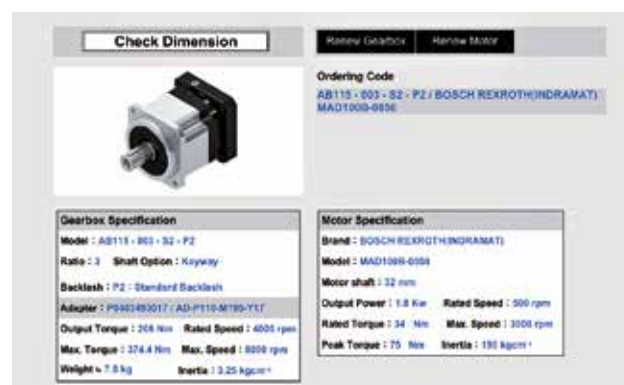 Check Dimension
Renew Gearbox Renew Motor
Ordering Code
AB115 - 003 - S2 - P2 / BOSCH REXROTH(INDRAMAT)
MAD100B-0050
Gearbox Specification
Model : AB115 - 003 - S2 - P2
Ratio : 3 Shaft Option : Keyway
Backlash : P2 : Standard Backlash
Adapter :
Output Torque : 208 Nm Rated Speed : 4000 rpm
Max. Torque : 374.4 Nm Max. Speed : 8000 rpm
Weight : 7.8 kg Inertia : 3.25 kgcm²
Motor Specification
Brand : BOSCH REXROTH(INDRAMAT)
Model : MAD100B-0050
Motor shaft : 32 mm
Output Power : 1.8 Kw Rated Speed : 500 rpm
Rated Torque : 34 Nm Max. Speed : 3000 rpm
Peak Torque : 75 Nm Inertia : 190 kgcm²